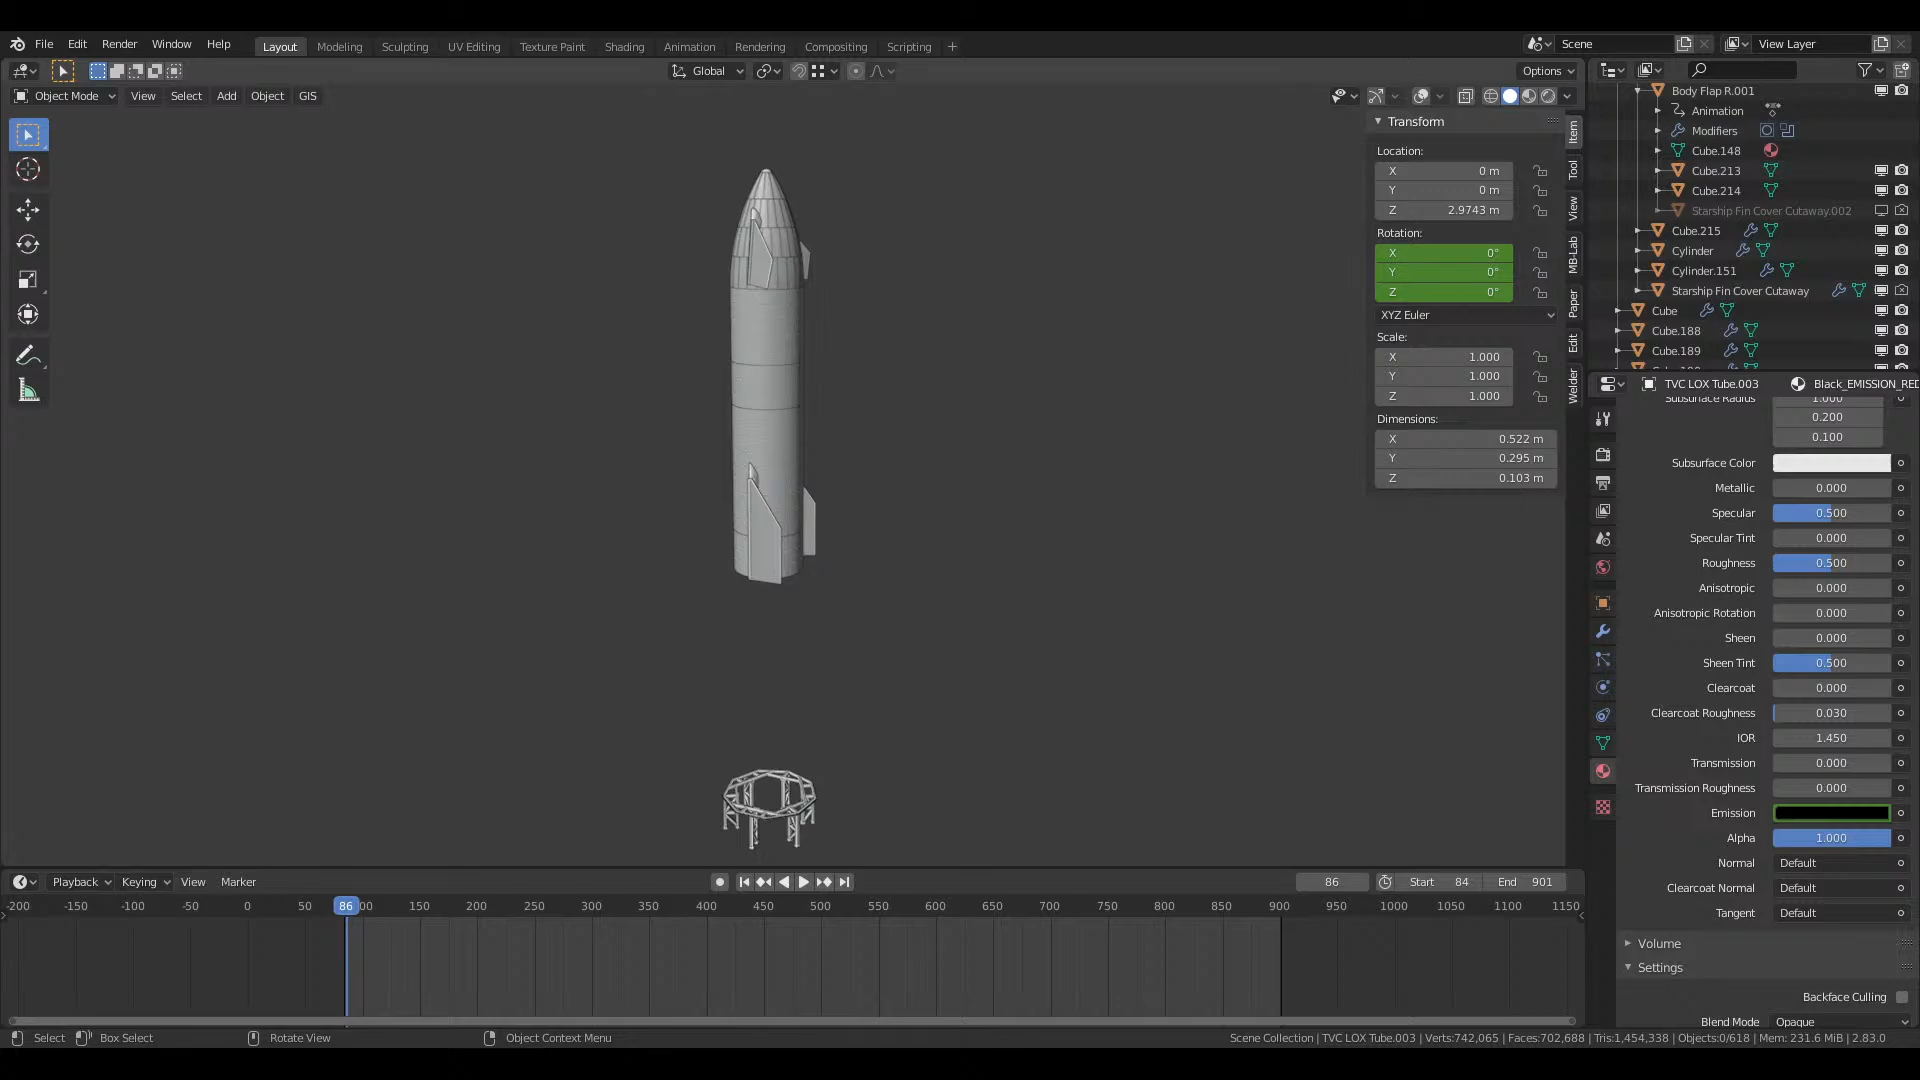 File Edit Render Window Help Layout Modeling Sculpting UV Editing Texture Paint Shading Animation Rendering Compositing Scripting + Scene View Layer
Global Options
Object Mode View Select Add Object GIS
Transform
Location:
X 0 m
Y 0 m
Z 2.9743 m
Rotation:
X 0°
Y 0°
Z 0°
XYZ Euler
Scale:
X 1.000
Y 1.000
Z 1.000
Dimensions:
X 0.522 m
Y 0.295 m
Z 0.103 m
Item
Tool
View
MB-Lab
Paper
Edit
Welder
Body Flap R.001
Animation
Modifiers
Cube.148
Cube.213
Cube.214
Starship Fin Cover Cutaway.002
Cube.215
Cylinder
Cylinder.151
Starship Fin Cover Cutaway
Cube
Cube.188
Cube.189
TVC LOX Tube.003 Black_EMISSION_RED
Subsurface Radius 1.000
0.200
0.100
Subsurface Color
Metallic 0.000
Specular 0.500
Specular Tint 0.000
Roughness 0.500
Anisotropic 0.000
Anisotropic Rotation 0.000
Sheen 0.000
Sheen Tint 0.500
Clearcoat 0.000
Clearcoat Roughness 0.030
IOR 1.450
Transmission 0.000
Transmission Roughness 0.000
Emission
Alpha 1.000
Normal Default
Clearcoat Normal Default
Tangent Default
Volume
Settings
Backface Culling
Blend Mode Opaque
Playback Keying View Marker 86 Start 84 End 901
-200 -150 -100 -50 0 50 86 00 150 200 250 300 350 400 450 500 550 600 650 700 750 800 850 900 950 1000 1050 1100 1150
Select Box Select Rotate View Object Context Menu Scene Collection | TVC LOX Tube.003 | Verts:742,065 | Faces:702,688 | Tris:1,454,338 | Objects:0/618 | Mem: 231.6 MiB | 2.83.0